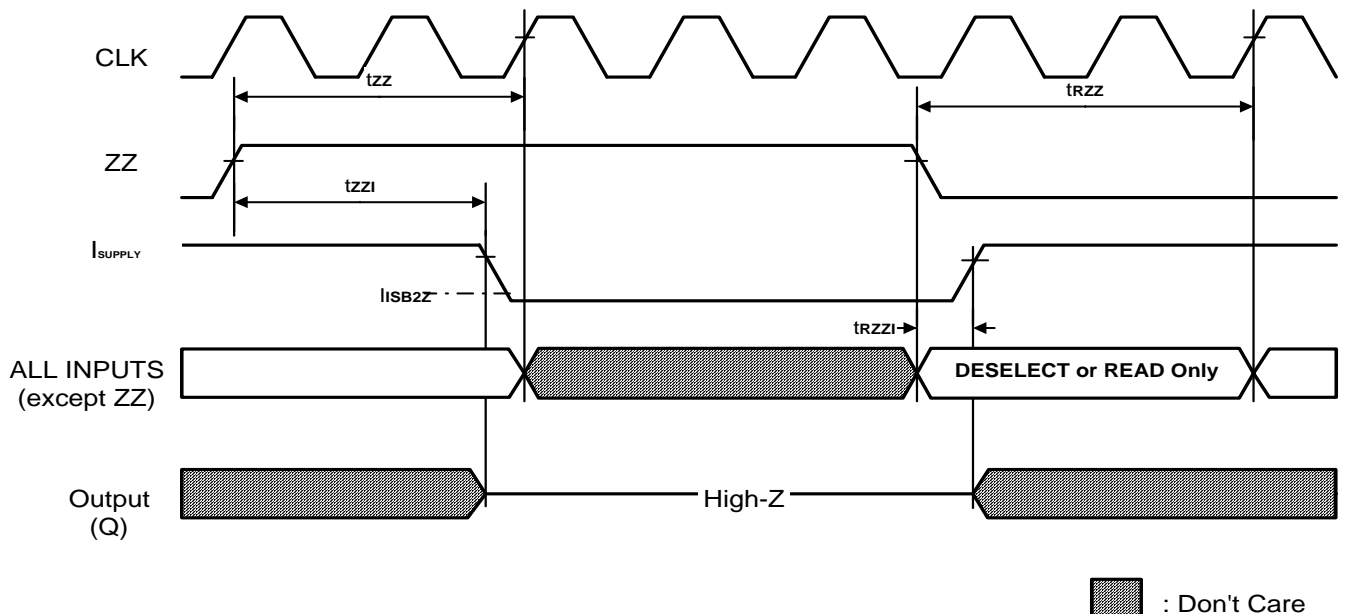 CLK
tzz
tRZZ
ZZ
tzzI
ISUPPLY
IISB2Z
tRZZI
ALL INPUTS
(except ZZ)
DESELECT or READ Only
Output
(Q)
High-Z
: Don't Care